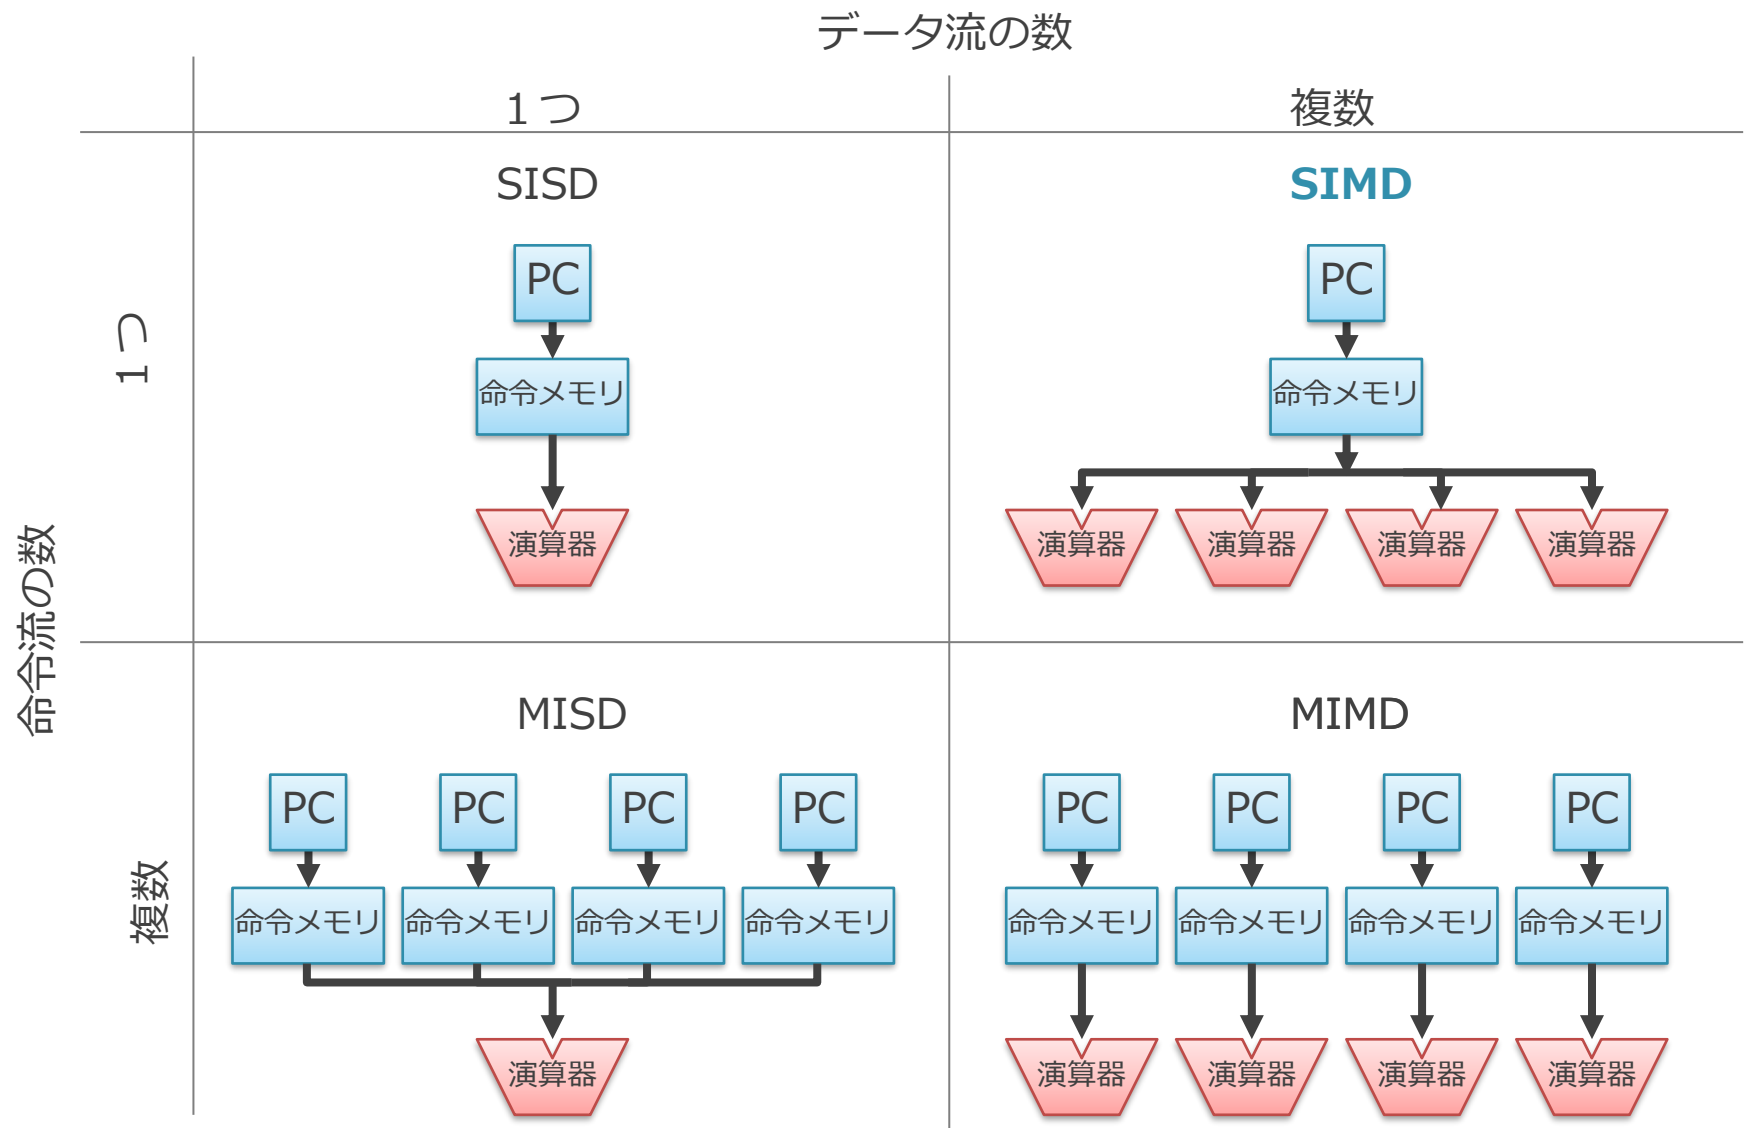 データ流の数
１つ
複数
命令流の数
１つ
SISD
PC
命令メモリ
演算器
SIMD
PC
命令メモリ
演算器 演算器 演算器 演算器
複数
MISD
PC PC PC PC
命令メモリ 命令メモリ 命令メモリ 命令メモリ
演算器
MIMD
PC PC PC PC
命令メモリ 命令メモリ 命令メモリ 命令メモリ
演算器 演算器 演算器 演算器